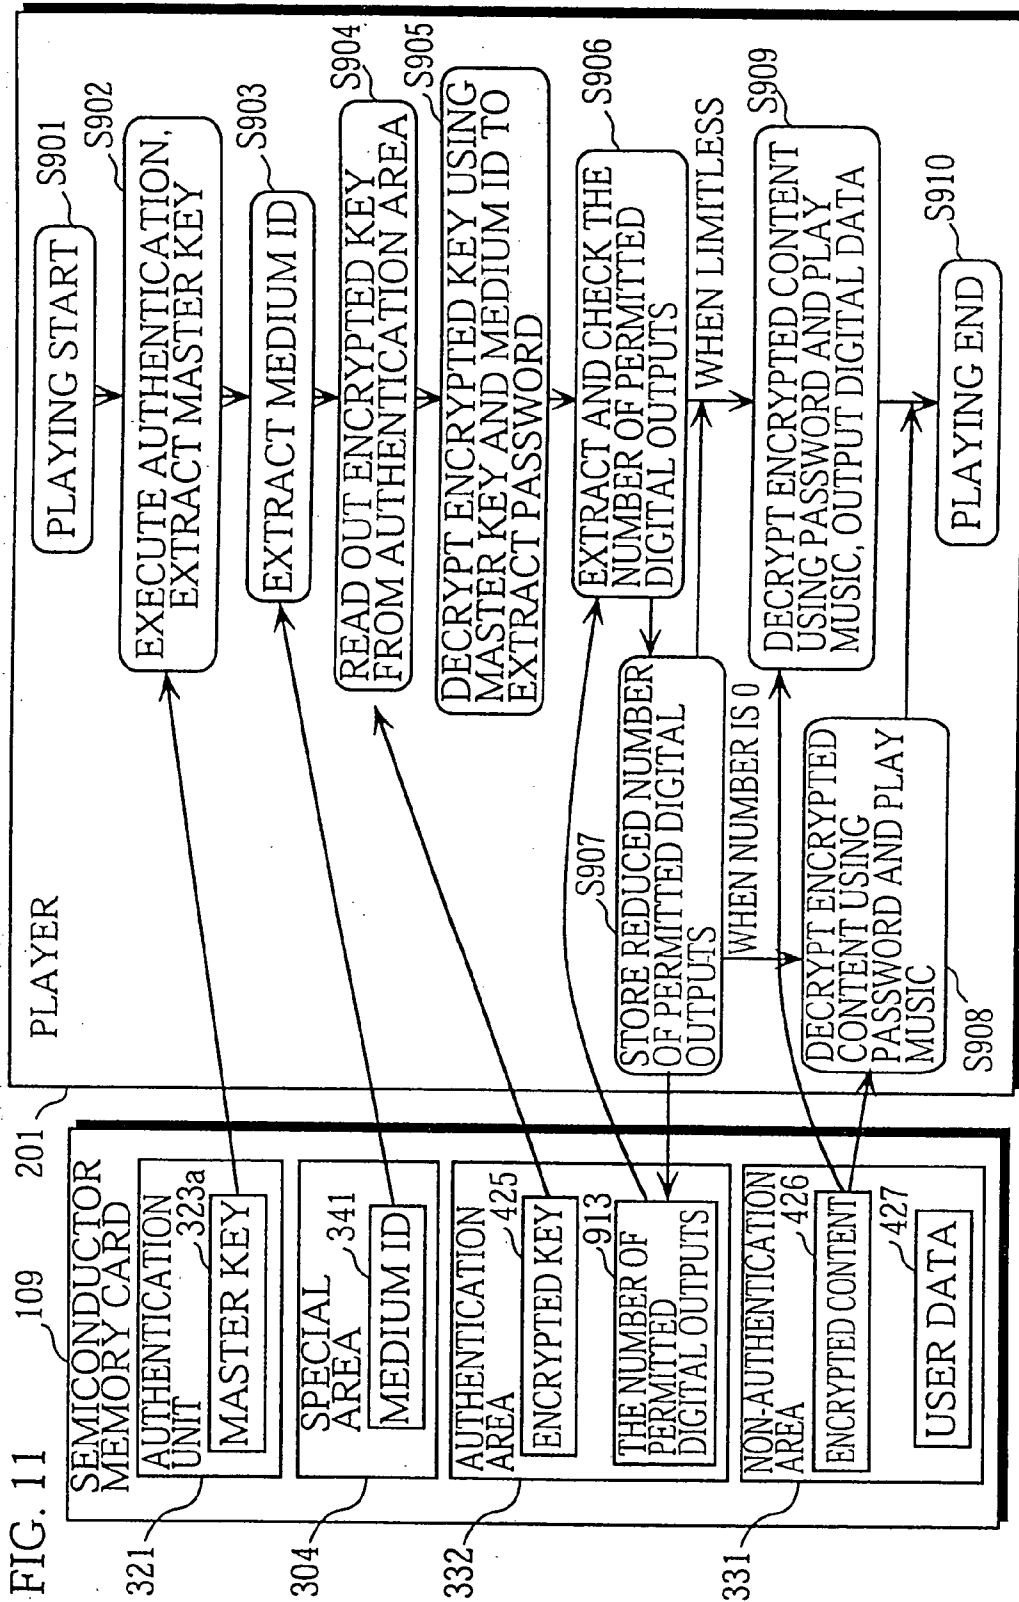 FIG. 11
109
201
SEMICONDUCTOR
MEMORY CARD
321
AUTHENTICATION
UNIT
323a
MASTER KEY
304
SPECIAL
AREA
341
MEDIUM ID
332
AUTHENTICATION
AREA
425
ENCRYPTED KEY
913
THE NUMBER OF
PERMITTED
DIGITAL OUTPUTS
331
NON-AUTHENTICATION
AREA
426
ENCRYPTED CONTENT
427
USER DATA
PLAYER
PLAYING START
S901
EXECUTE AUTHENTICATION,
EXTRACT MASTER KEY
S902
EXTRACT MEDIUM ID
S903
READ OUT ENCRYPTED KEY
FROM AUTHENTICATION AREA
S904
DECRYPT ENCRYPTED KEY USING
MASTER KEY AND MEDIUM ID TO
EXTRACT PASSWORD
S905
EXTRACT AND CHECK THE
NUMBER OF PERMITTED
DIGITAL OUTPUTS
S906
S907
STORE REDUCED NUMBER
OF PERMITTED DIGITAL
OUTPUTS
WHEN LIMITLESS
WHEN NUMBER IS 0
DECRYPT ENCRYPTED CONTENT
USING PASSWORD AND PLAY
MUSIC, OUTPUT DIGITAL DATA
S909
DECRYPT ENCRYPTED
CONTENT USING
PASSWORD AND PLAY
MUSIC
S908
PLAYING END
S910